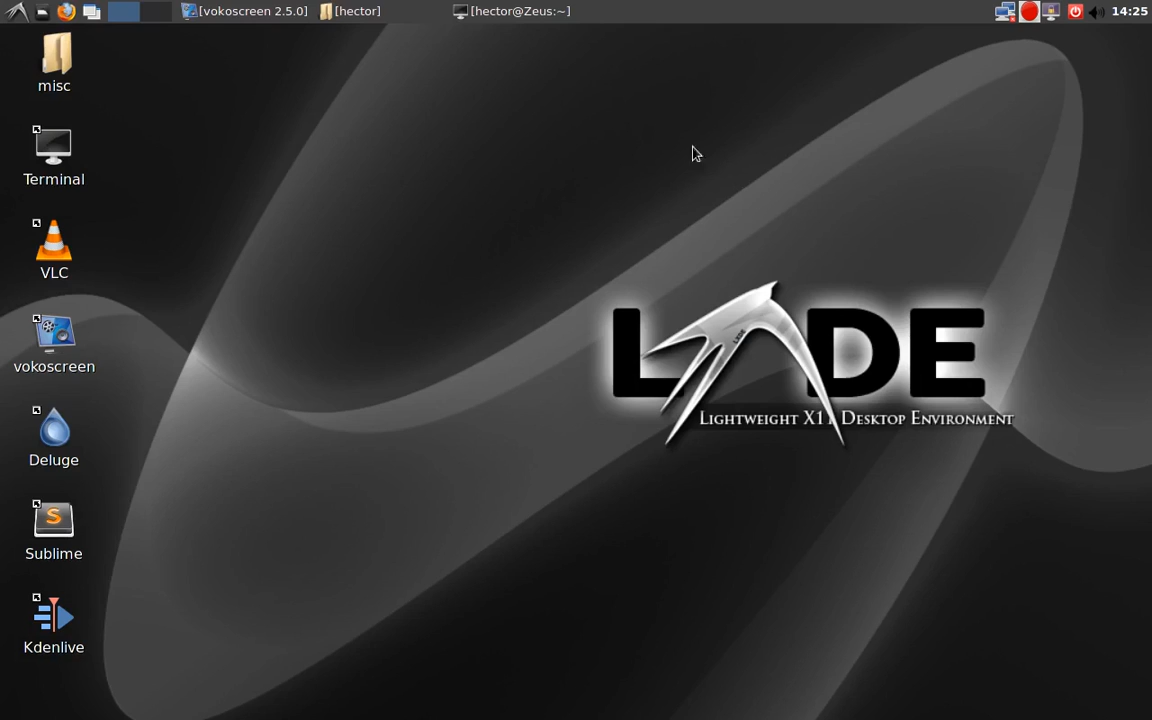 [vokoscreen 2.5.0] [hector] [hector@Zeus:~] 14:25
misc
Terminal
VLC
vokoscreen
Deluge
Sublime
Kdenlive
LXDE
Lightweight X11 Desktop Environment